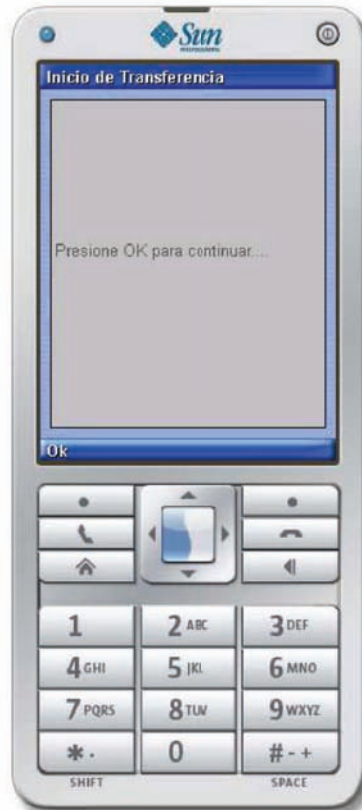 Sun
microsystems
Inicio de Transferencia
Presione OK para continuar....
Ok
1
2 ABC
3 DEF
4 GHI
5 JKL
6 MNO
7 PQRS
8 TUV
9 WXYZ
* .
0
# - +
SHIFT
SPACE